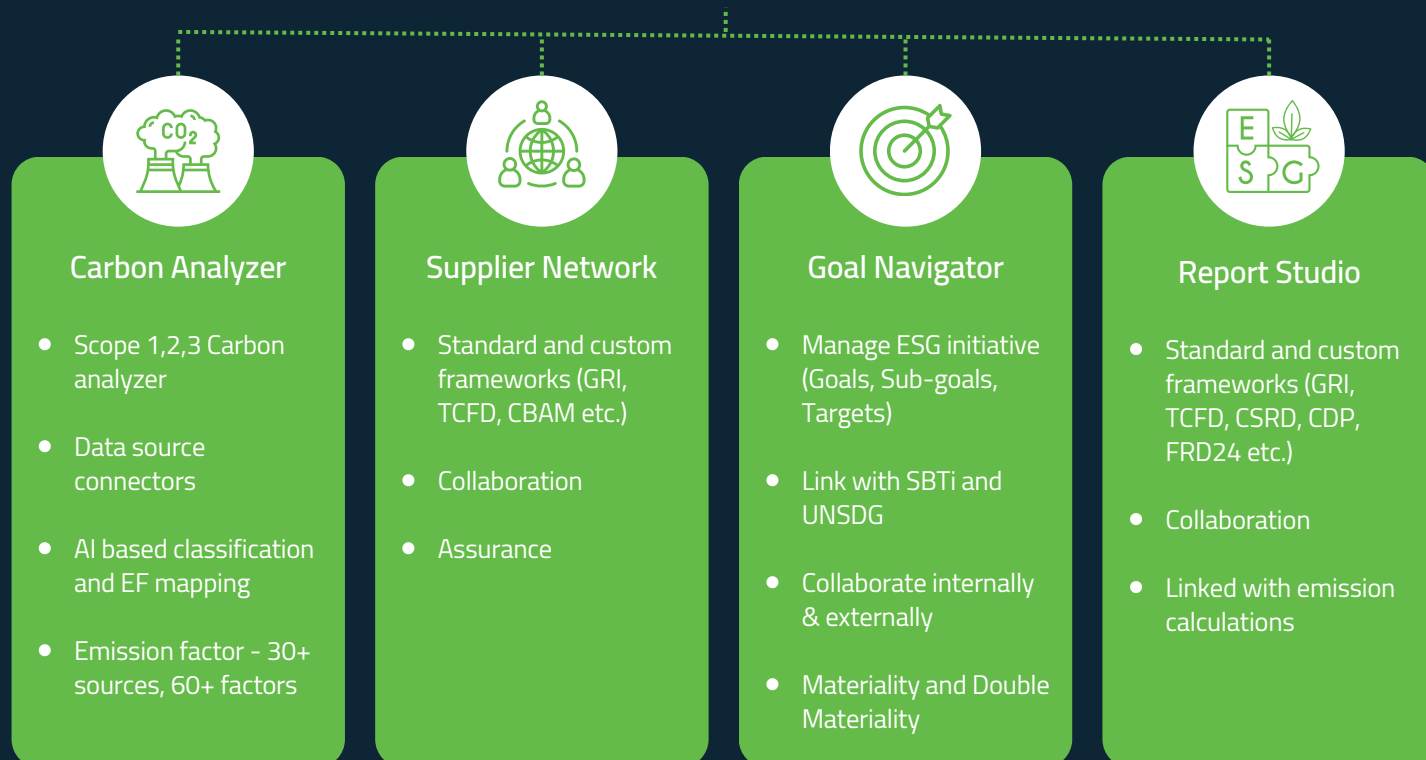 CO2
E
S G
Carbon Analyzer
• Scope 1,2,3 Carbon
analyzer
• Data source
connectors
• AI based classification
and EF mapping
• Emission factor - 30+
sources, 60+ factors
Supplier Network
• Standard and custom
frameworks (GRI,
TCFD, CBAM etc.)
• Collaboration
• Assurance
Goal Navigator
• Manage ESG initiative
(Goals, Sub-goals,
Targets)
• Link with SBTi and
UNSDG
• Collaborate internally
& externally
• Materiality and Double
Materiality
Report Studio
• Standard and custom
frameworks (GRI,
TCFD, CSRD, CDP,
FRD24 etc.)
• Collaboration
• Linked with emission
calculations